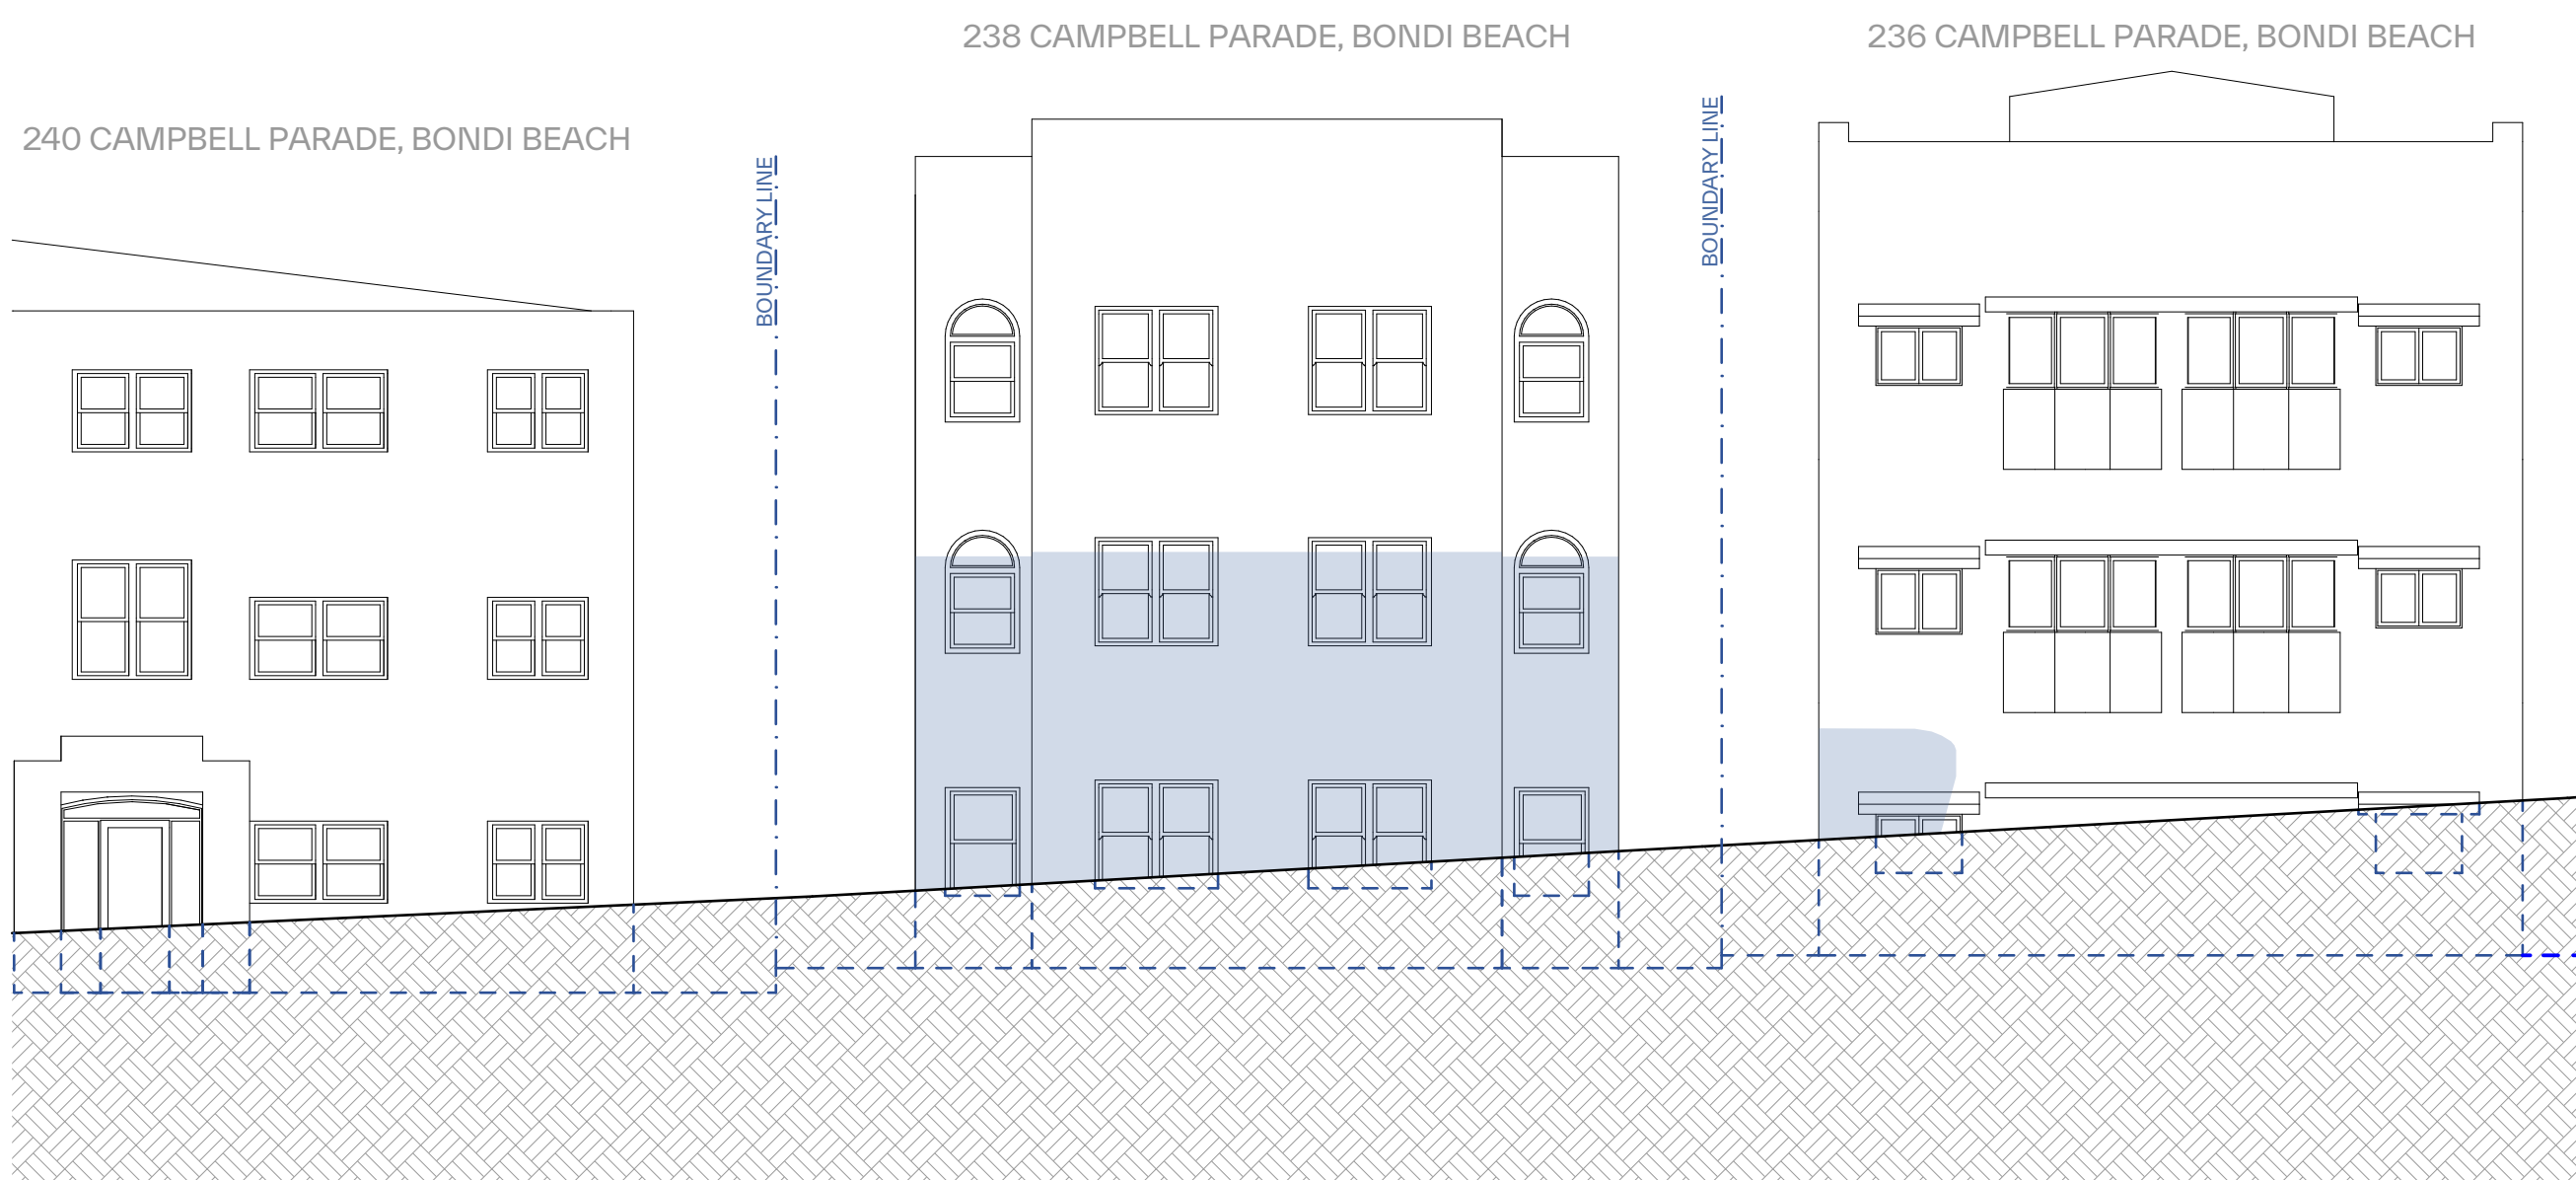 238 CAMPBELL PARADE, BONDI BEACH
236 CAMPBELL PARADE, BONDI BEACH
240 CAMPBELL PARADE, BONDI BEACH
BOUNDARY LINE
BOUNDARY LINE